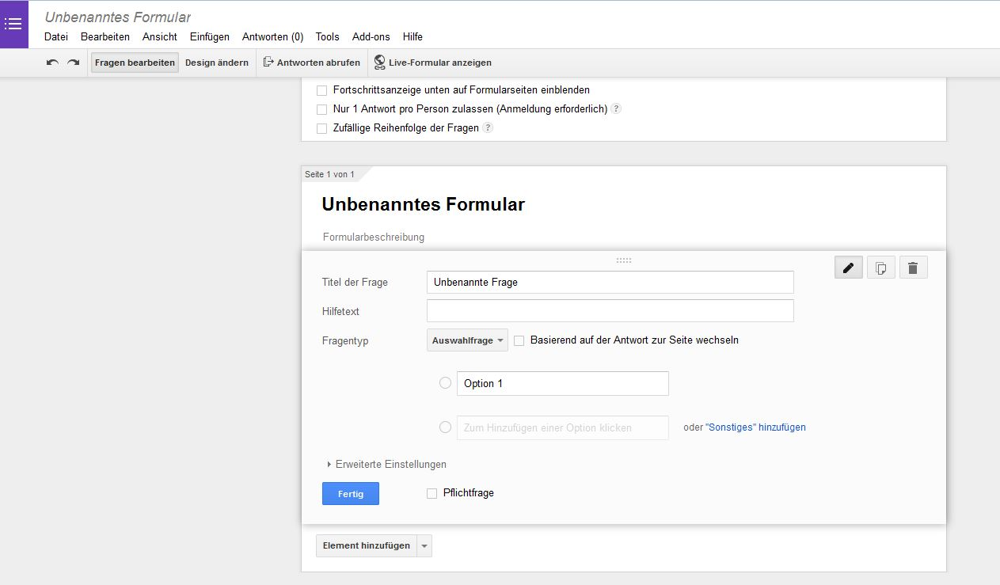 Unbenanntes Formular
Datei Bearbeiten Ansicht Einfügen Antworten (0) Tools Add-ons Hilfe
Fragen bearbeiten Design ändern Antworten abrufen Live-Formular anzeigen
Fortschrittsanzeige unten auf Formularseiten einblenden
Nur 1 Antwort pro Person zulassen (Anmeldung erforderlich) ?
Zufällige Reihenfolge der Fragen ?
Seite 1 von 1
Unbenanntes Formular
Formularbeschreibung
Titel der Frage Unbenannte Frage
Hilfetext
Fragentyp Auswahlfrage Basierend auf der Antwort zur Seite wechseln
Option 1
Zum Hinzufügen einer Option klicken oder "Sonstiges" hinzufügen
Erweiterte Einstellungen
Fertig Pflichtfrage
Element hinzufügen